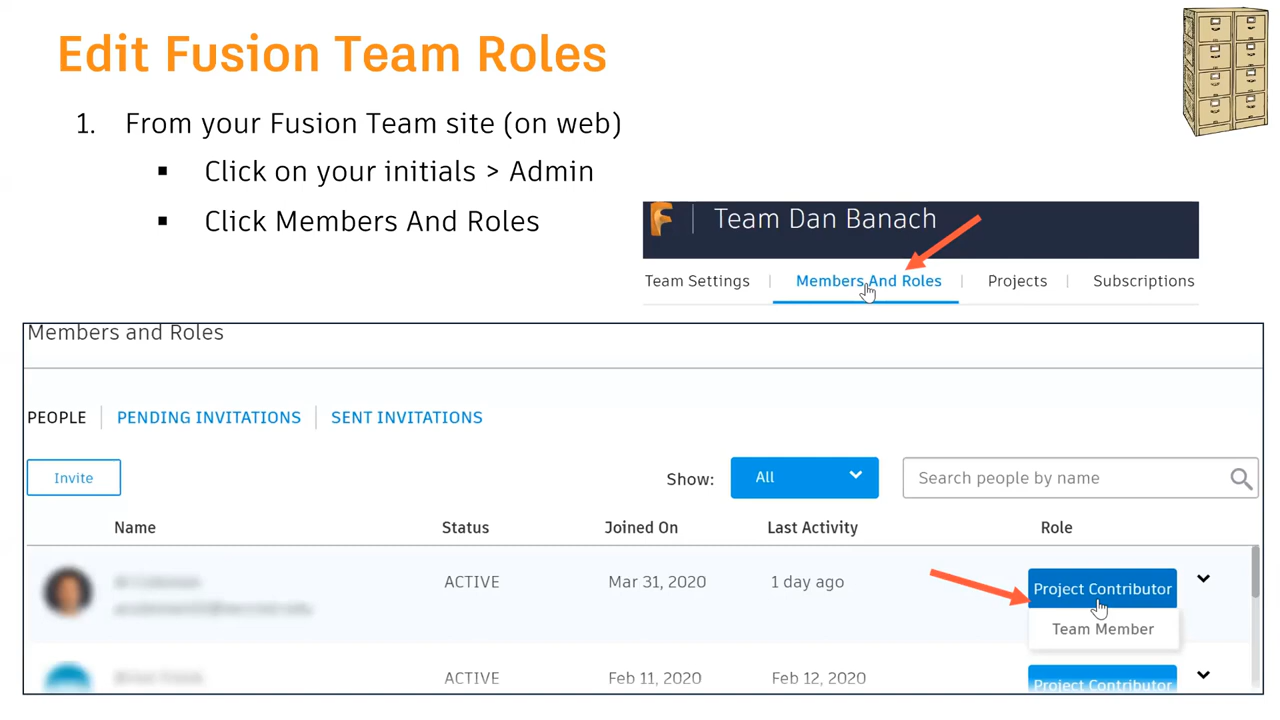 Edit Fusion Team Roles
1. From your Fusion Team site (on web)
▪ Click on your initials > Admin
▪ Click Members And Roles
Team Dan Banach
Team Settings | Members And Roles | Projects | Subscriptions
Members and Roles
PEOPLE | PENDING INVITATIONS | SENT INVITATIONS
Invite
Show: All
Search people by name
Name Status Joined On Last Activity Role
ACTIVE Mar 31, 2020 1 day ago Project Contributor
Team Member
ACTIVE Feb 11, 2020 Feb 12, 2020 Project Contributor